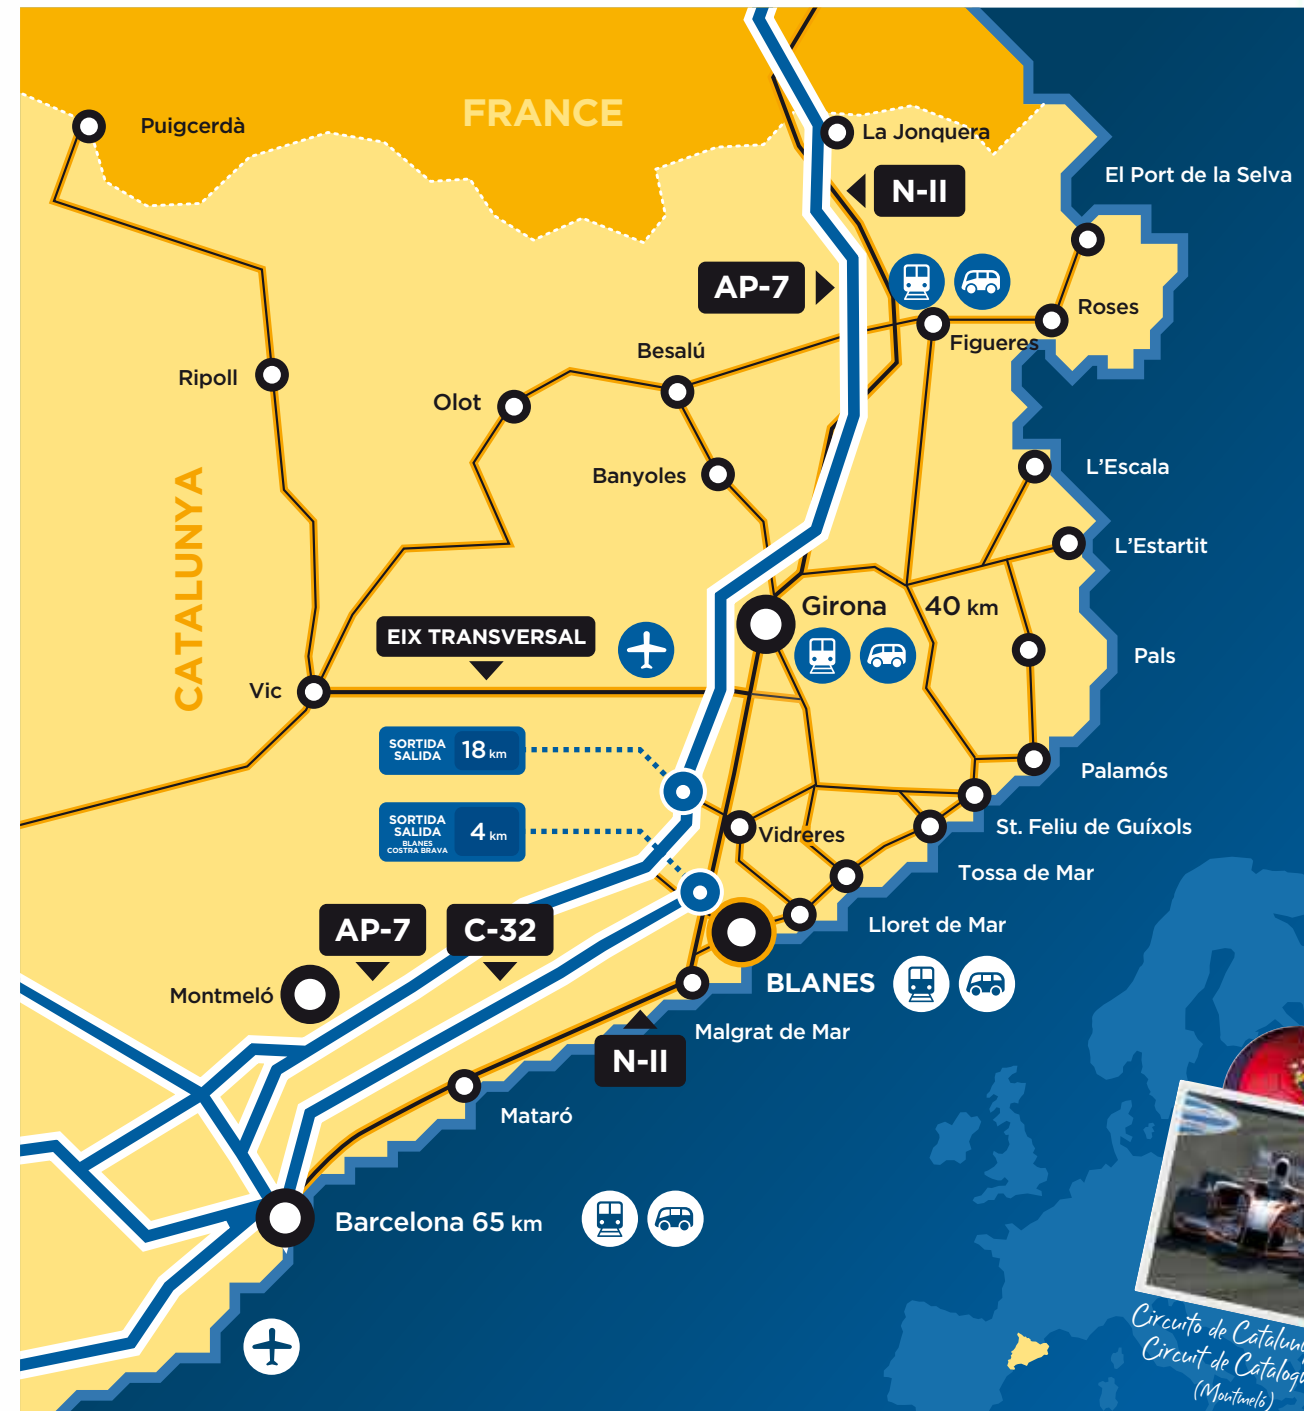 FRANCE
Puigcerdà
La Jonquera
El Port de la Selva
N-II
AP-7
Roses
Figueres
Besalú
Ripoll
Olot
CATALUNYA
Banyoles
L'Escala
L'Estartit
Girona 40 km
EIX TRANSVERSAL
Pals
Vic
SORTIDA
SALIDA
18 km
Palamós
SORTIDA
SALIDA
BLANES
COSTRA BRAVA
4 km
Vidreres
St. Feliu de Guíxols
Tossa de Mar
Lloret de Mar
AP-7
C-32
Montmeló
BLANES
Malgrat de Mar
N-II
Mataró
Barcelona 65 km
Circuito de
Circuit de
(Montmeló)